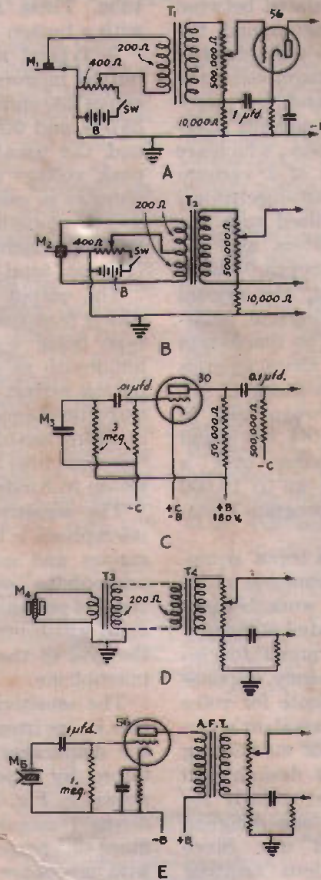 T₁
56
M₁
200 Ω
400 Ω
500,000 Ω
Sw
B
10,000 Ω
1 µfd.
A
T₂
200 Ω
M₂
400 Ω
Sw
B
500,000 Ω
10,000 Ω
B
30
0.1 µfd.
.01 µfd.
M₃
3 meg.
50,000 Ω
500,000 Ω
-C
-C
+C
-B
+B
180 V.
C
T3
T4
M₄
200 Ω
D
56
A.F.T.
M5
1 µfd.
1 meg.
-B
+B
E